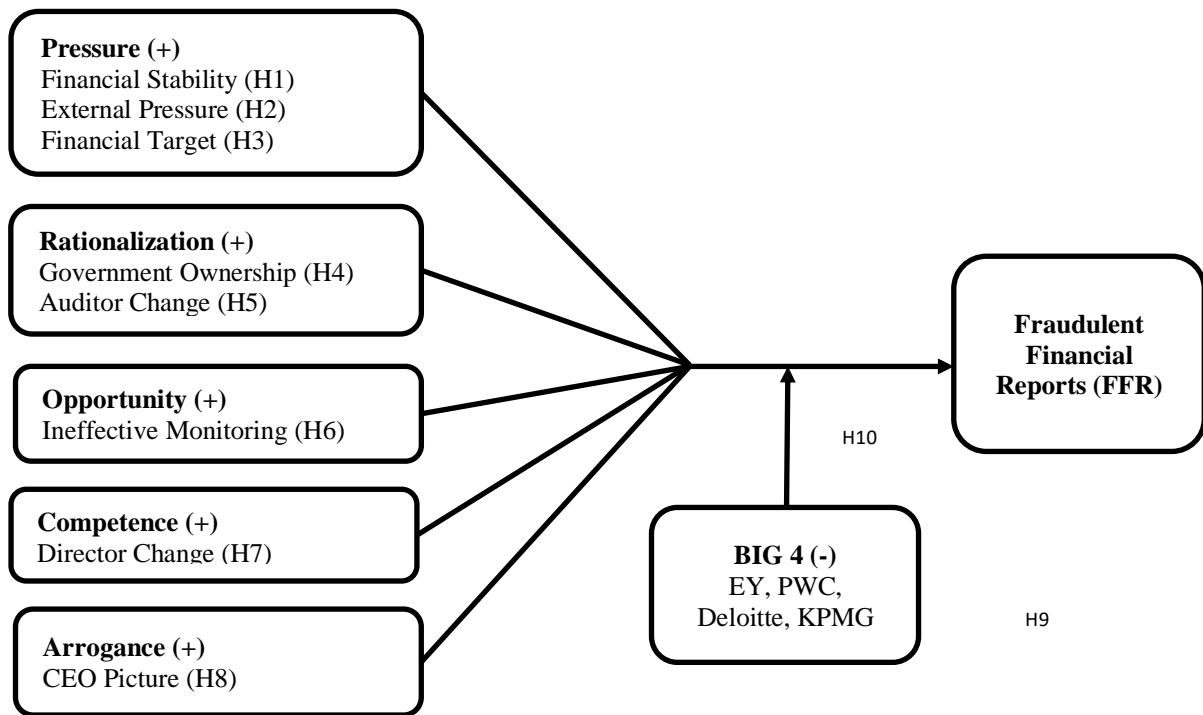 Pressure (+)
Financial Stability (H1)
External Pressure (H2)
Financial Target (H3)
Rationalization (+)
Government Ownership (H4)
Auditor Change (H5)
Opportunity (+)
Ineffective Monitoring (H6)
Competence (+)
Director Change (H7)
Arrogance (+)
CEO Picture (H8)
Fraudulent
Financial
Reports (FFR)
H10
BIG 4 (-)
EY, PWC,
Deloitte, KPMG
H9